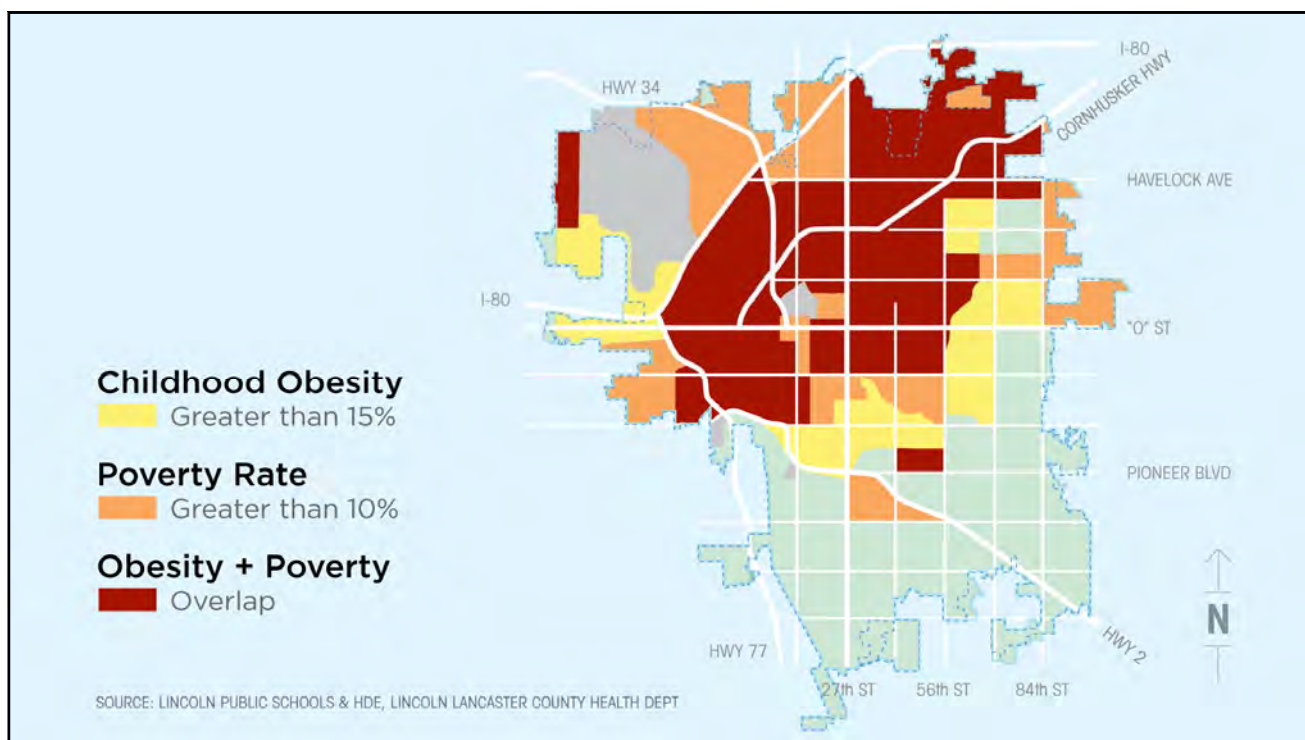 I-80
HWY 34
CORNHUSKER HWY
HAVELOCK AVE
I-80
"O" ST
Childhood Obesity
Greater than 15%
Poverty Rate
Greater than 10%
PIONEER BLVD
Obesity + Poverty
Overlap
N
HWY 2
HWY 77
27th ST
56th ST
84th ST
SOURCE: LINCOLN PUBLIC SCHOOLS & HDE, LINCOLN LANCASTER COUNTY HEALTH DEPT